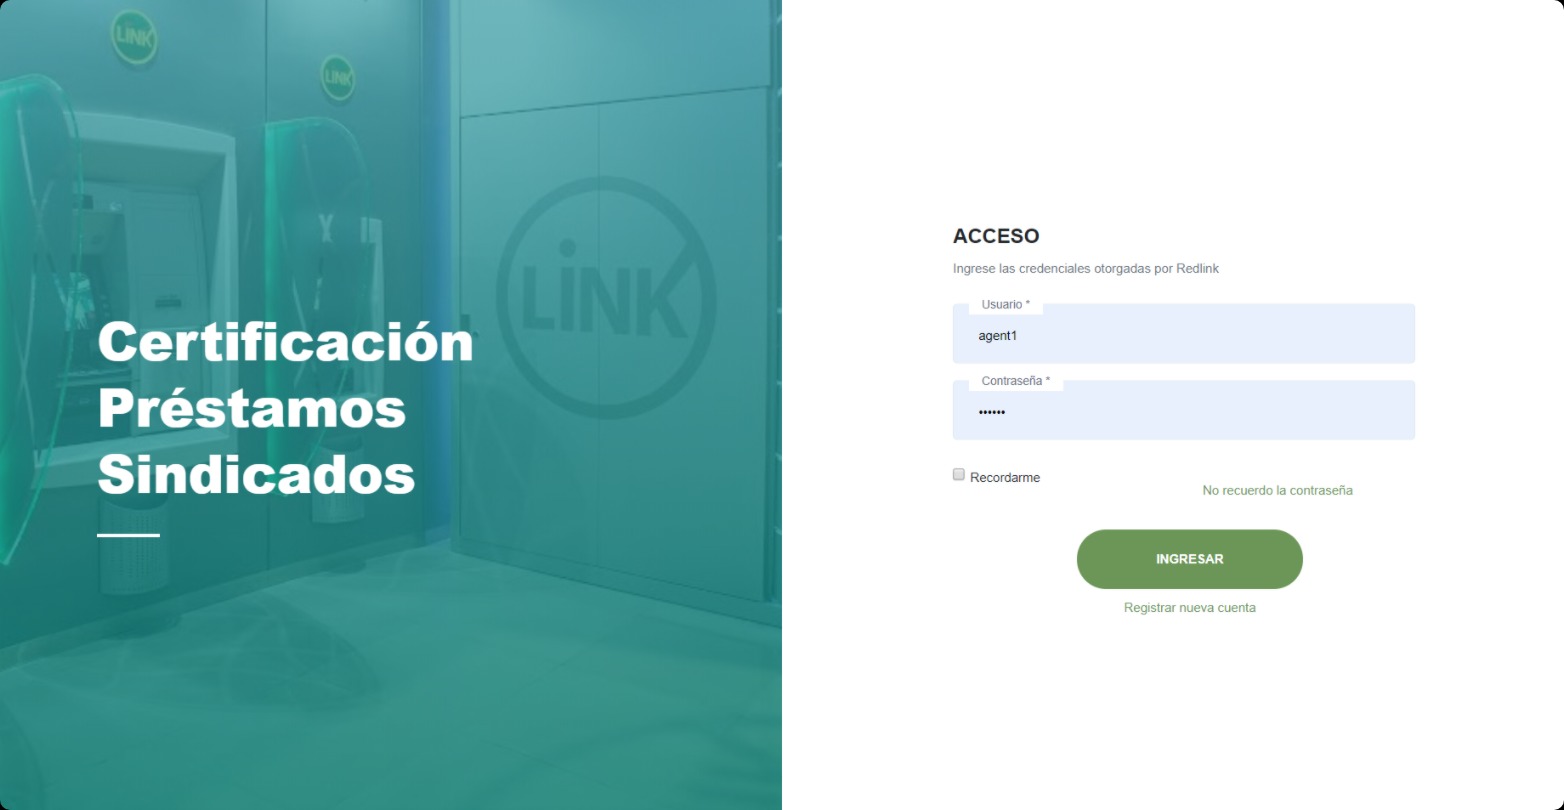 LINK
LINK
LINK
Certificación
Préstamos
Sindicados
ACCESO
Ingrese las credenciales otorgadas por Redlink
Usuario *
agent1
Contraseña *
••••••
Recordarme
No recuerdo la contraseña
INGRESAR
Registrar nueva cuenta